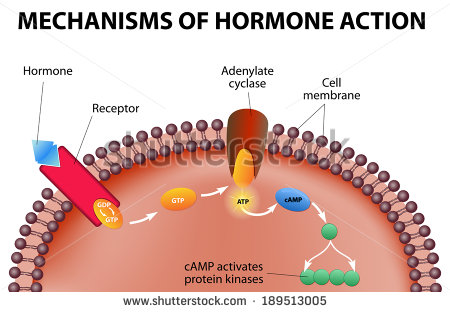 MECHANISMS OF HORMONE ACTION
Hormone
Receptor
Adenylate
cyclase
Cell
membrane
GDP
GTP
GTP
ATP
cAMP
cAMP activates
protein kinases
shutterstock
www.shutterstock.com · 189513005